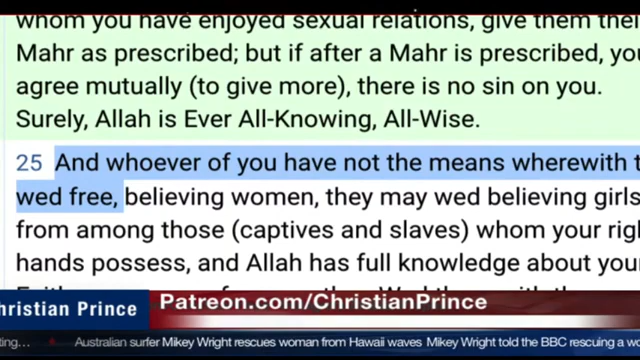 whom you have enjoyed sexual relations, give them their
Mahr as prescribed; but if after a Mahr is prescribed, you
agree mutually (to give more), there is no sin on you.
Surely, Allah is Ever All-Knowing, All-Wise.
25 And whoever of you have not the means wherewith t
wed free, believing women, they may wed believing girls
from among those (captives and slaves) whom your righ
hands possess, and Allah has full knowledge about your
hristian Prince
Patreon.com/ChristianPrince
ting...
Australian surfer Mikey Wright rescues woman from Hawaii waves Mikey Wright told the BBC rescuing a wo